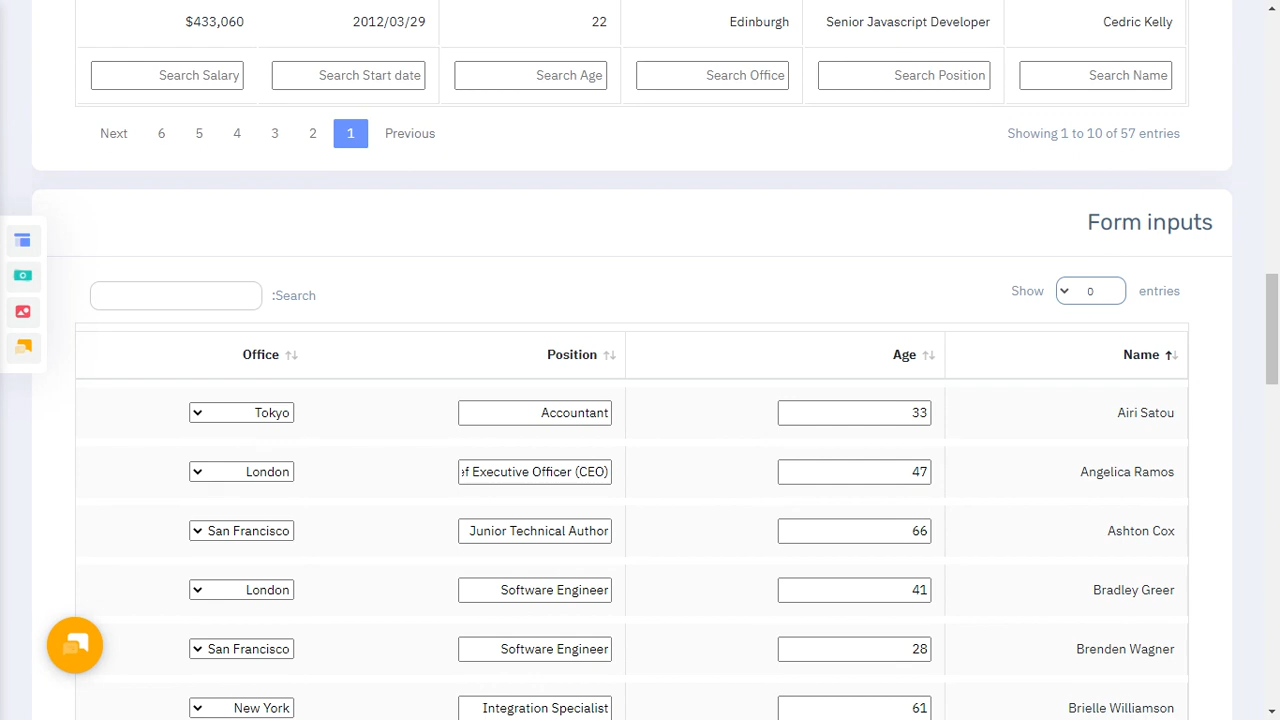 $433,060 2012/03/29 22 Edinburgh Senior Javascript Developer Cedric Kelly
Search Salary Search Start date Search Age Search Office Search Position Search Name
Next 6 5 4 3 2 1 Previous Showing 1 to 10 of 57 entries
Form inputs
:Search Show 0 entries
Office Position Age Name
Tokyo Accountant 33 Airi Satou
London Executive Officer (CEO) 47 Angelica Ramos
San Francisco Junior Technical Author 66 Ashton Cox
London Software Engineer 41 Bradley Greer
San Francisco Software Engineer 28 Brenden Wagner
New York Integration Specialist 61 Brielle Williamson